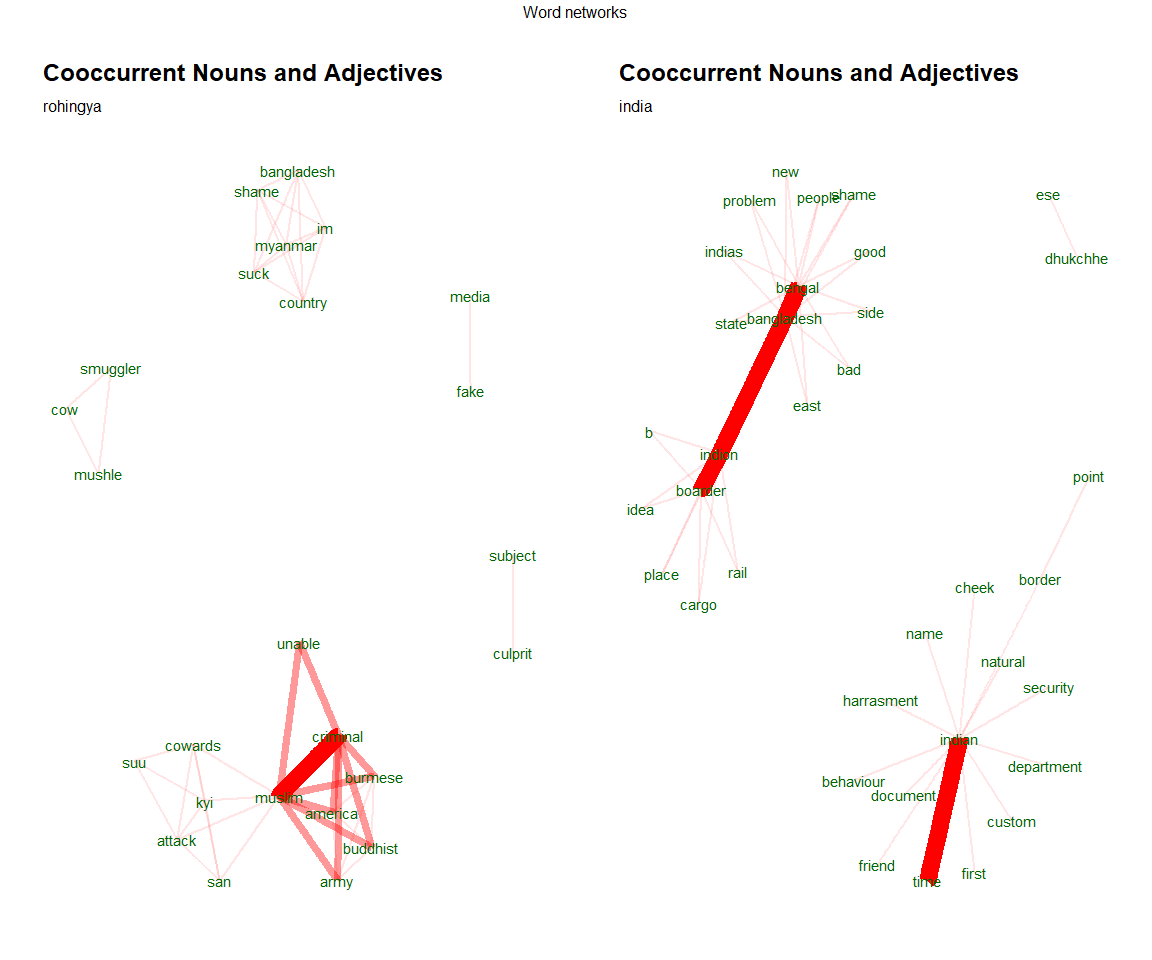 Word networks
Cooccurrent Nouns and Adjectives
rohingya
bangladesh
shame
im
myanmar
suck
country
media
fake
smuggler
cow
mushle
subject
culprit
unable
criminal
cowards
suu
burmese
muslim
kyi
america
attack
buddhist
san
army
Cooccurrent Nouns and Adjectives
india
new
problem
people
shame
ese
indias
good
dhukchhe
bengal
side
bangladesh
state
bad
east
b
indion
boarder
idea
place
rail
cargo
point
border
cheek
name
natural
security
harrasment
indian
department
behaviour
document
custom
friend
first
time